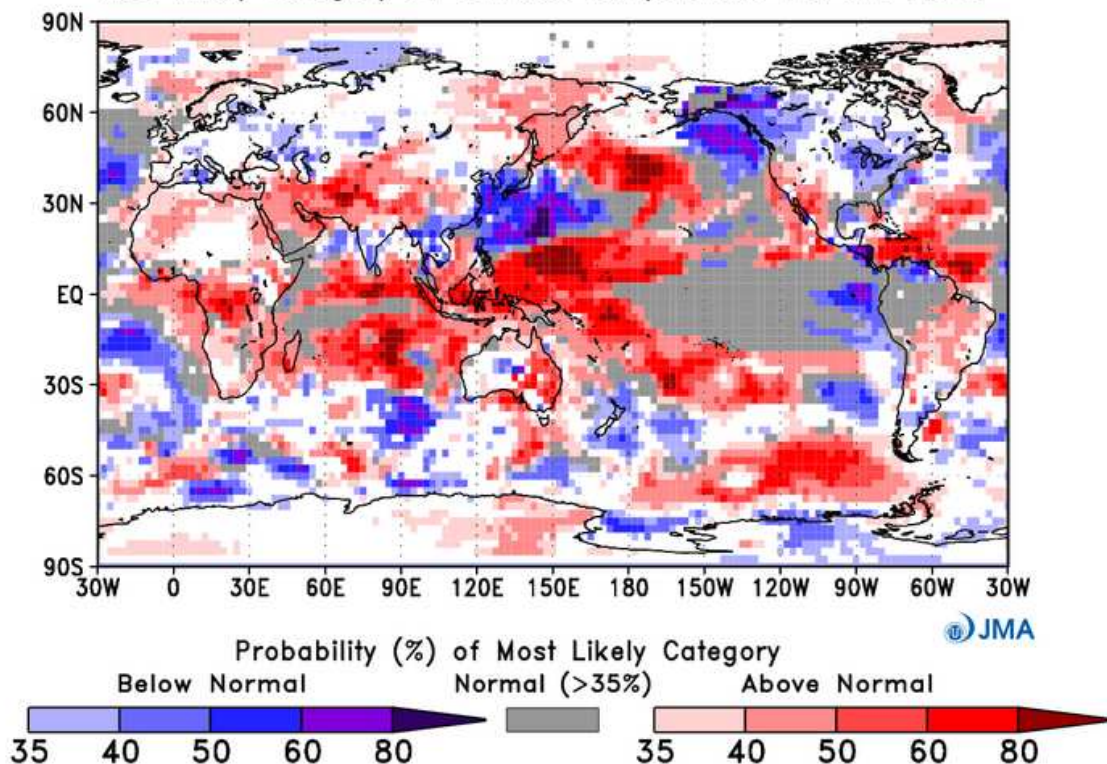 90N
60N
30N
EQ
30S
60S
90S
30W 0 30E 60E 90E 120E 150E 180 150W 120W 90W 60W 30W
JMA
Probability (%) of Most Likely Category
Below Normal Normal (>35%) Above Normal
35 40 50 60 80 35 40 50 60 80